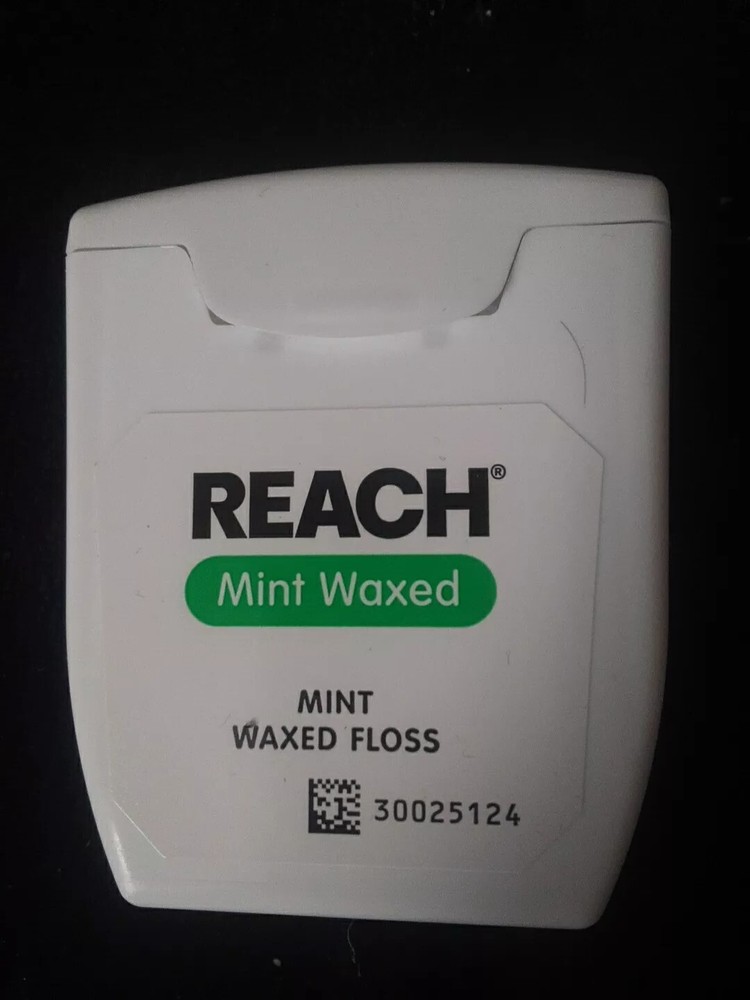 REACH®
Mint Waxed
MINT
WAXED FLOSS
30025124